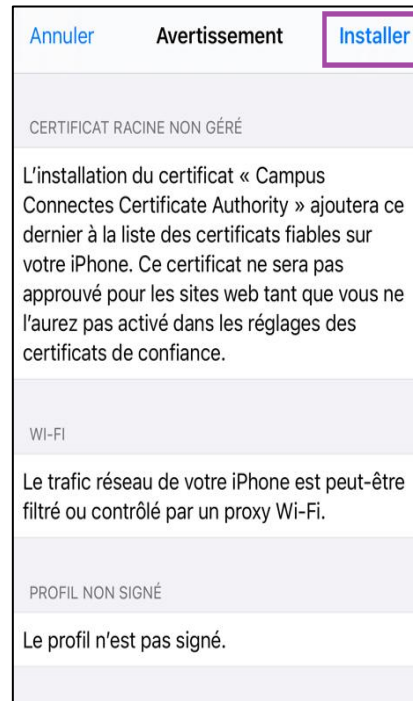 Annuler Avertissement Installer
CERTIFICAT RACINE NON GÉRÉ
L’installation du certificat « Campus
Connectes Certificate Authority » ajoutera ce
dernier à la liste des certificats fiables sur
votre iPhone. Ce certificat ne sera pas
approuvé pour les sites web tant que vous ne
l’aurez pas activé dans les réglages des
certificats de confiance.
WI-FI
Le trafic réseau de votre iPhone est peut-être
filtré ou contrôlé par un proxy Wi-Fi.
PROFIL NON SIGNÉ
Le profil n’est pas signé.